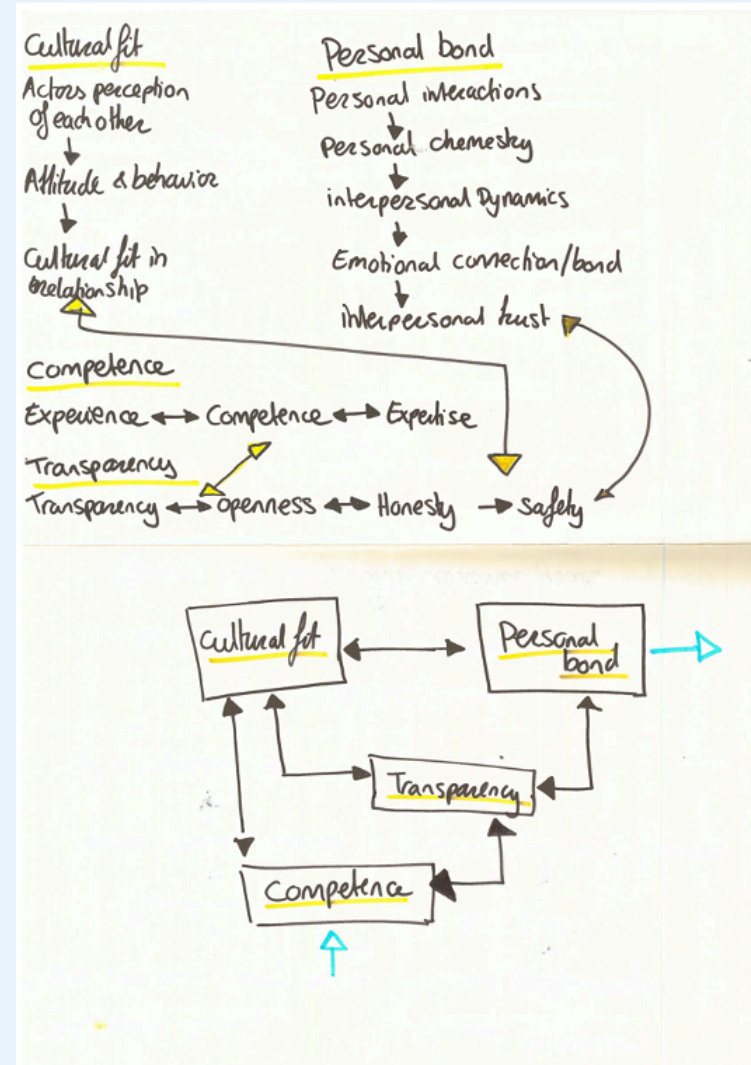 Cultural fit
Actors perception
of each other
Attitude & behavior
Cultural fit in
relationship
Personal bond
Personal interactions
Personal chemestry
interpersonal Dynamics
Emotional connection/bond
interpersonal trust
Competence
Experience Competence Expertise
Transparency
Transparency openness Honesty Safety
Cultural fit
Personal
bond
Transparency
Competence